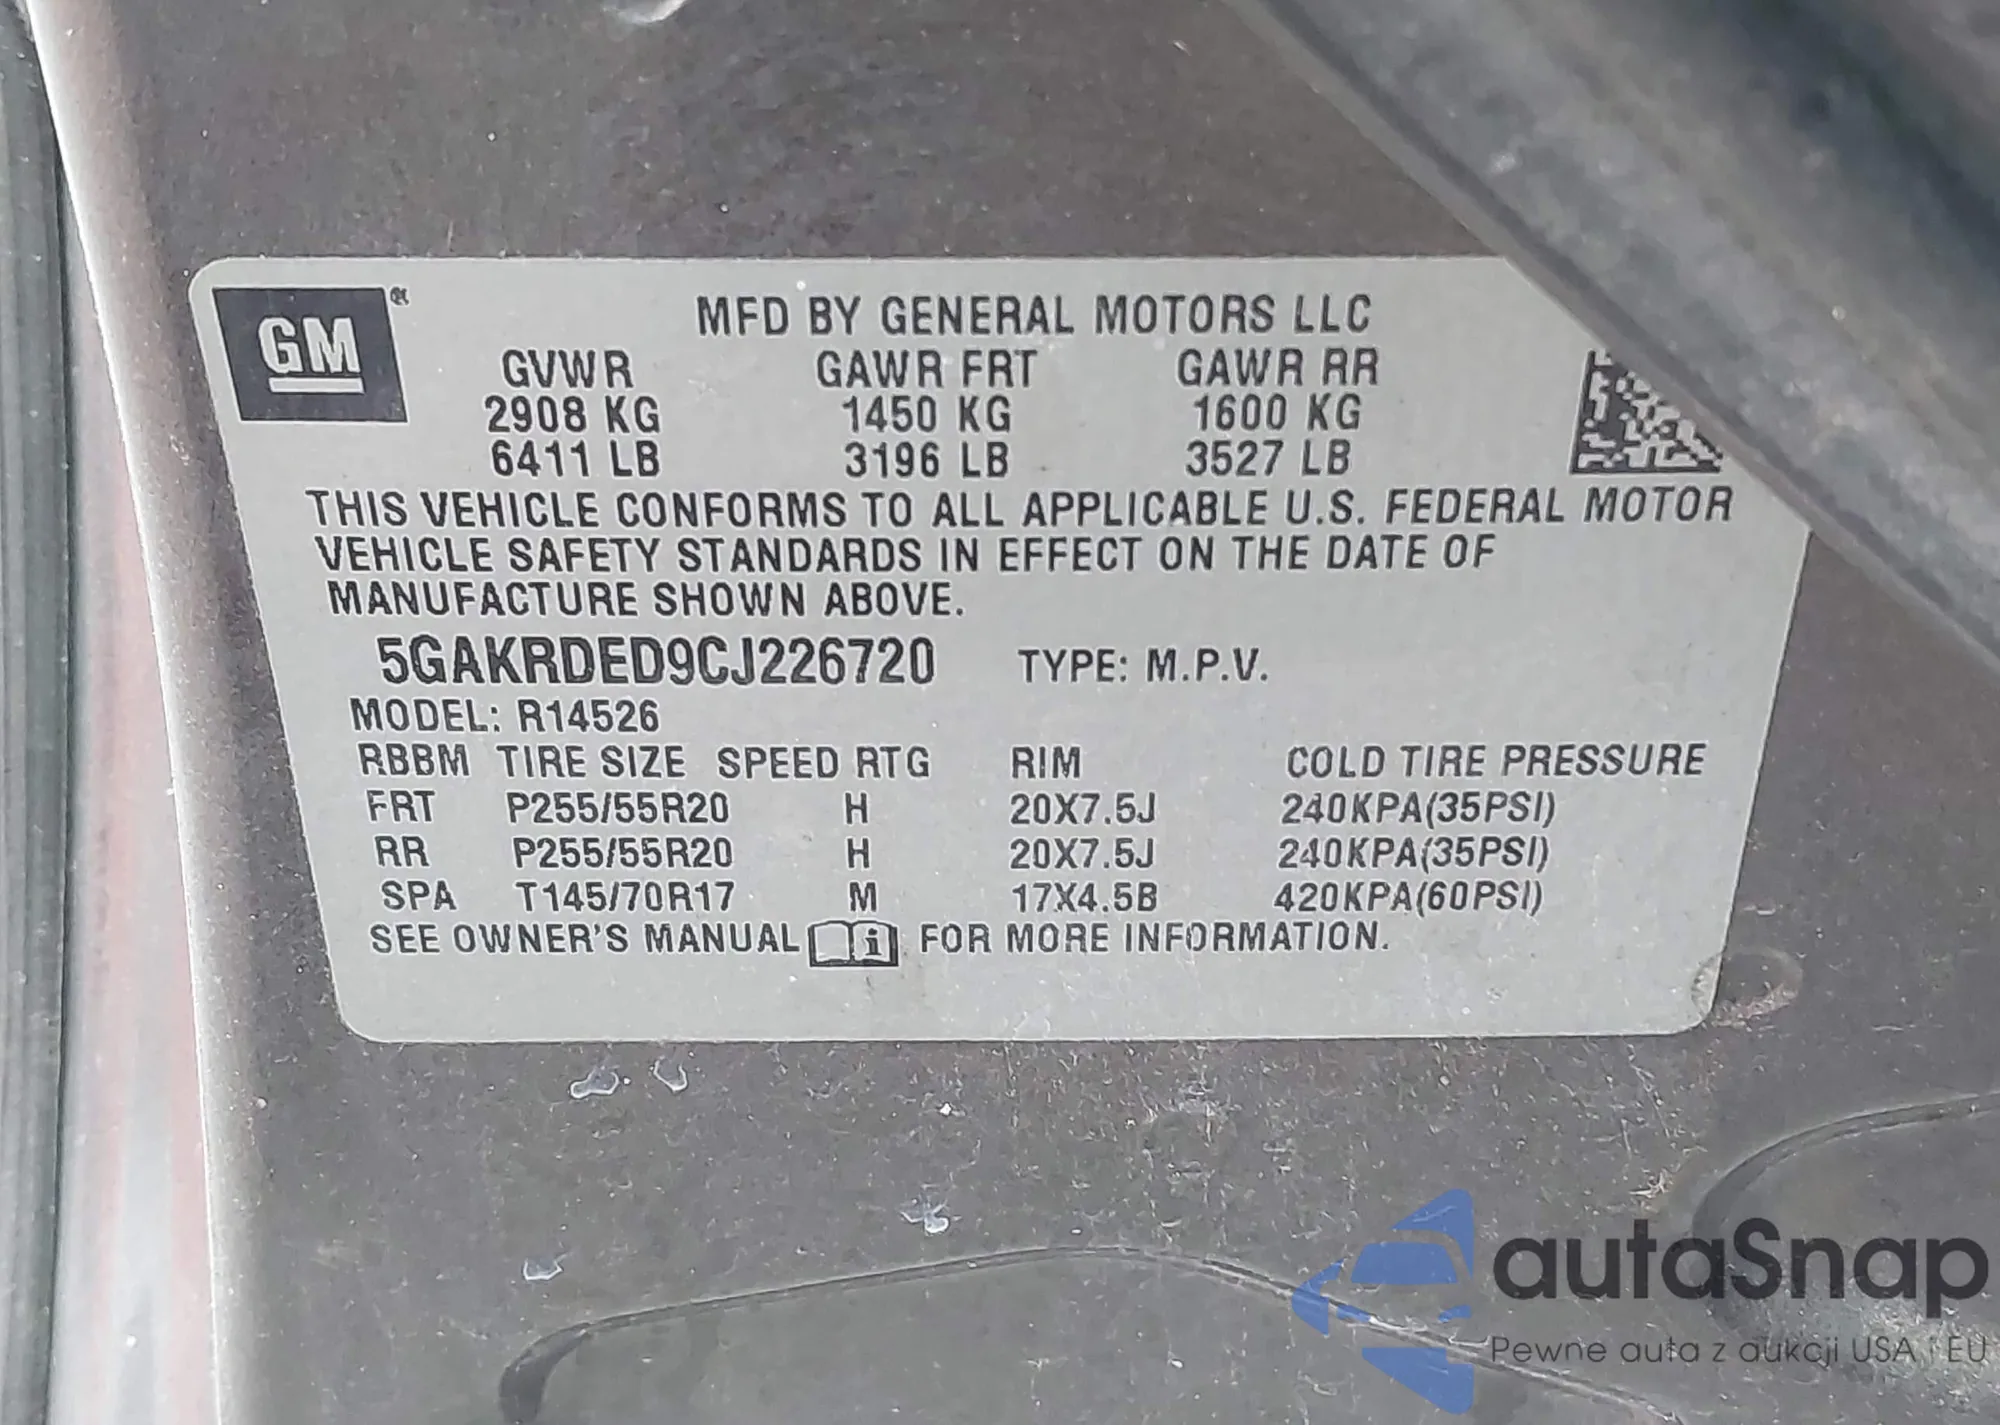 GM ®
MFD BY GENERAL MOTORS LLC
GVWR GAWR FRT GAWR RR
2908 KG 1450 KG 1600 KG
6411 LB 3196 LB 3527 LB
THIS VEHICLE CONFORMS TO ALL APPLICABLE U.S. FEDERAL MOTOR
VEHICLE SAFETY STANDARDS IN EFFECT ON THE DATE OF
MANUFACTURE SHOWN ABOVE.
5GAKRDED9CJ226720 TYPE: M.P.V.
MODEL: R14526
RBBM TIRE SIZE SPEED RTG RIM COLD TIRE PRESSURE
FRT P255/55R20 H 20X7.5J 240KPA(35PSI)
RR P255/55R20 H 20X7.5J 240KPA(35PSI)
SPA T145/70R17 M 17X4.5B 420KPA(60PSI)
SEE OWNER'S MANUAL i FOR MORE INFORMATION.
autaSnap
Pewne auta z aukcji USA i EU